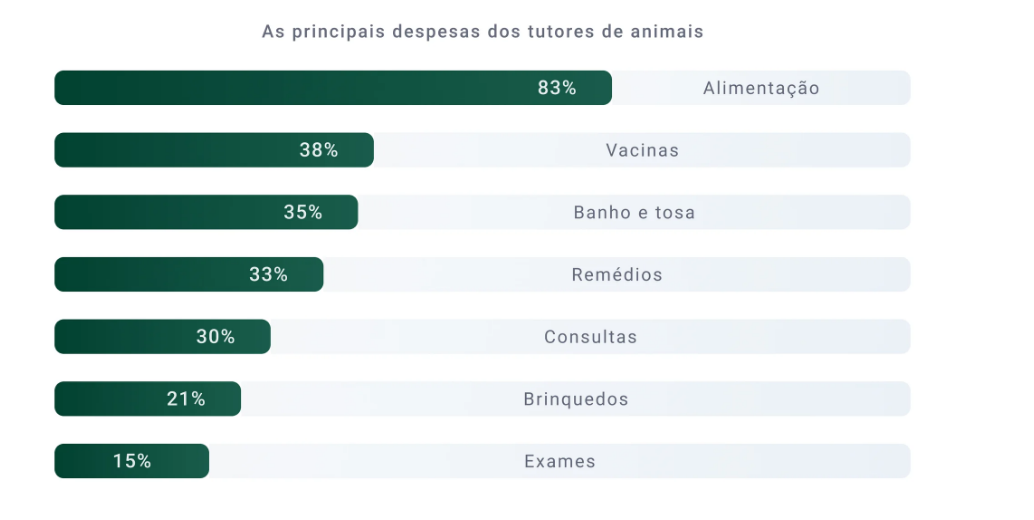 As principais despesas dos tutores de animais
83% Alimentação
38% Vacinas
35% Banho e tosa
33% Remédios
30% Consultas
21% Brinquedos
15% Exames